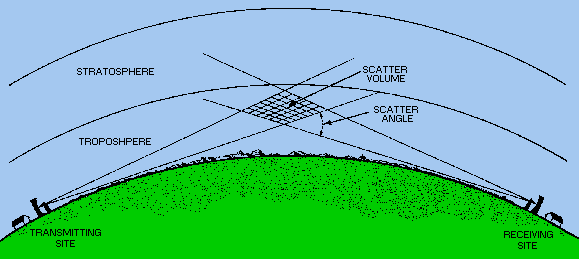 STRATOSPHERE
SCATTER
VOLUME
SCATTER
ANGLE
TROPOSHPERE
TRANSMITTING
SITE
RECEIVING
SITE